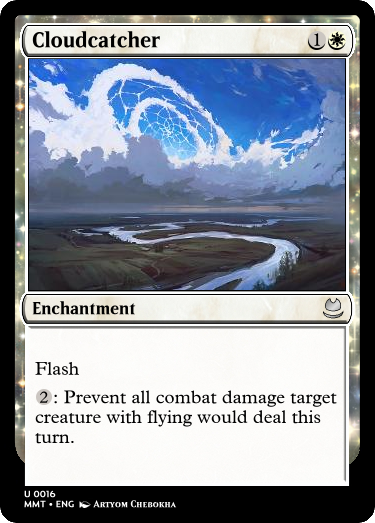 Cloudcatcher 1
Enchantment
Flash
2: Prevent all combat damage target
creature with flying would deal this
turn.
U 0016
MMT • ENG Artyom Chebokha